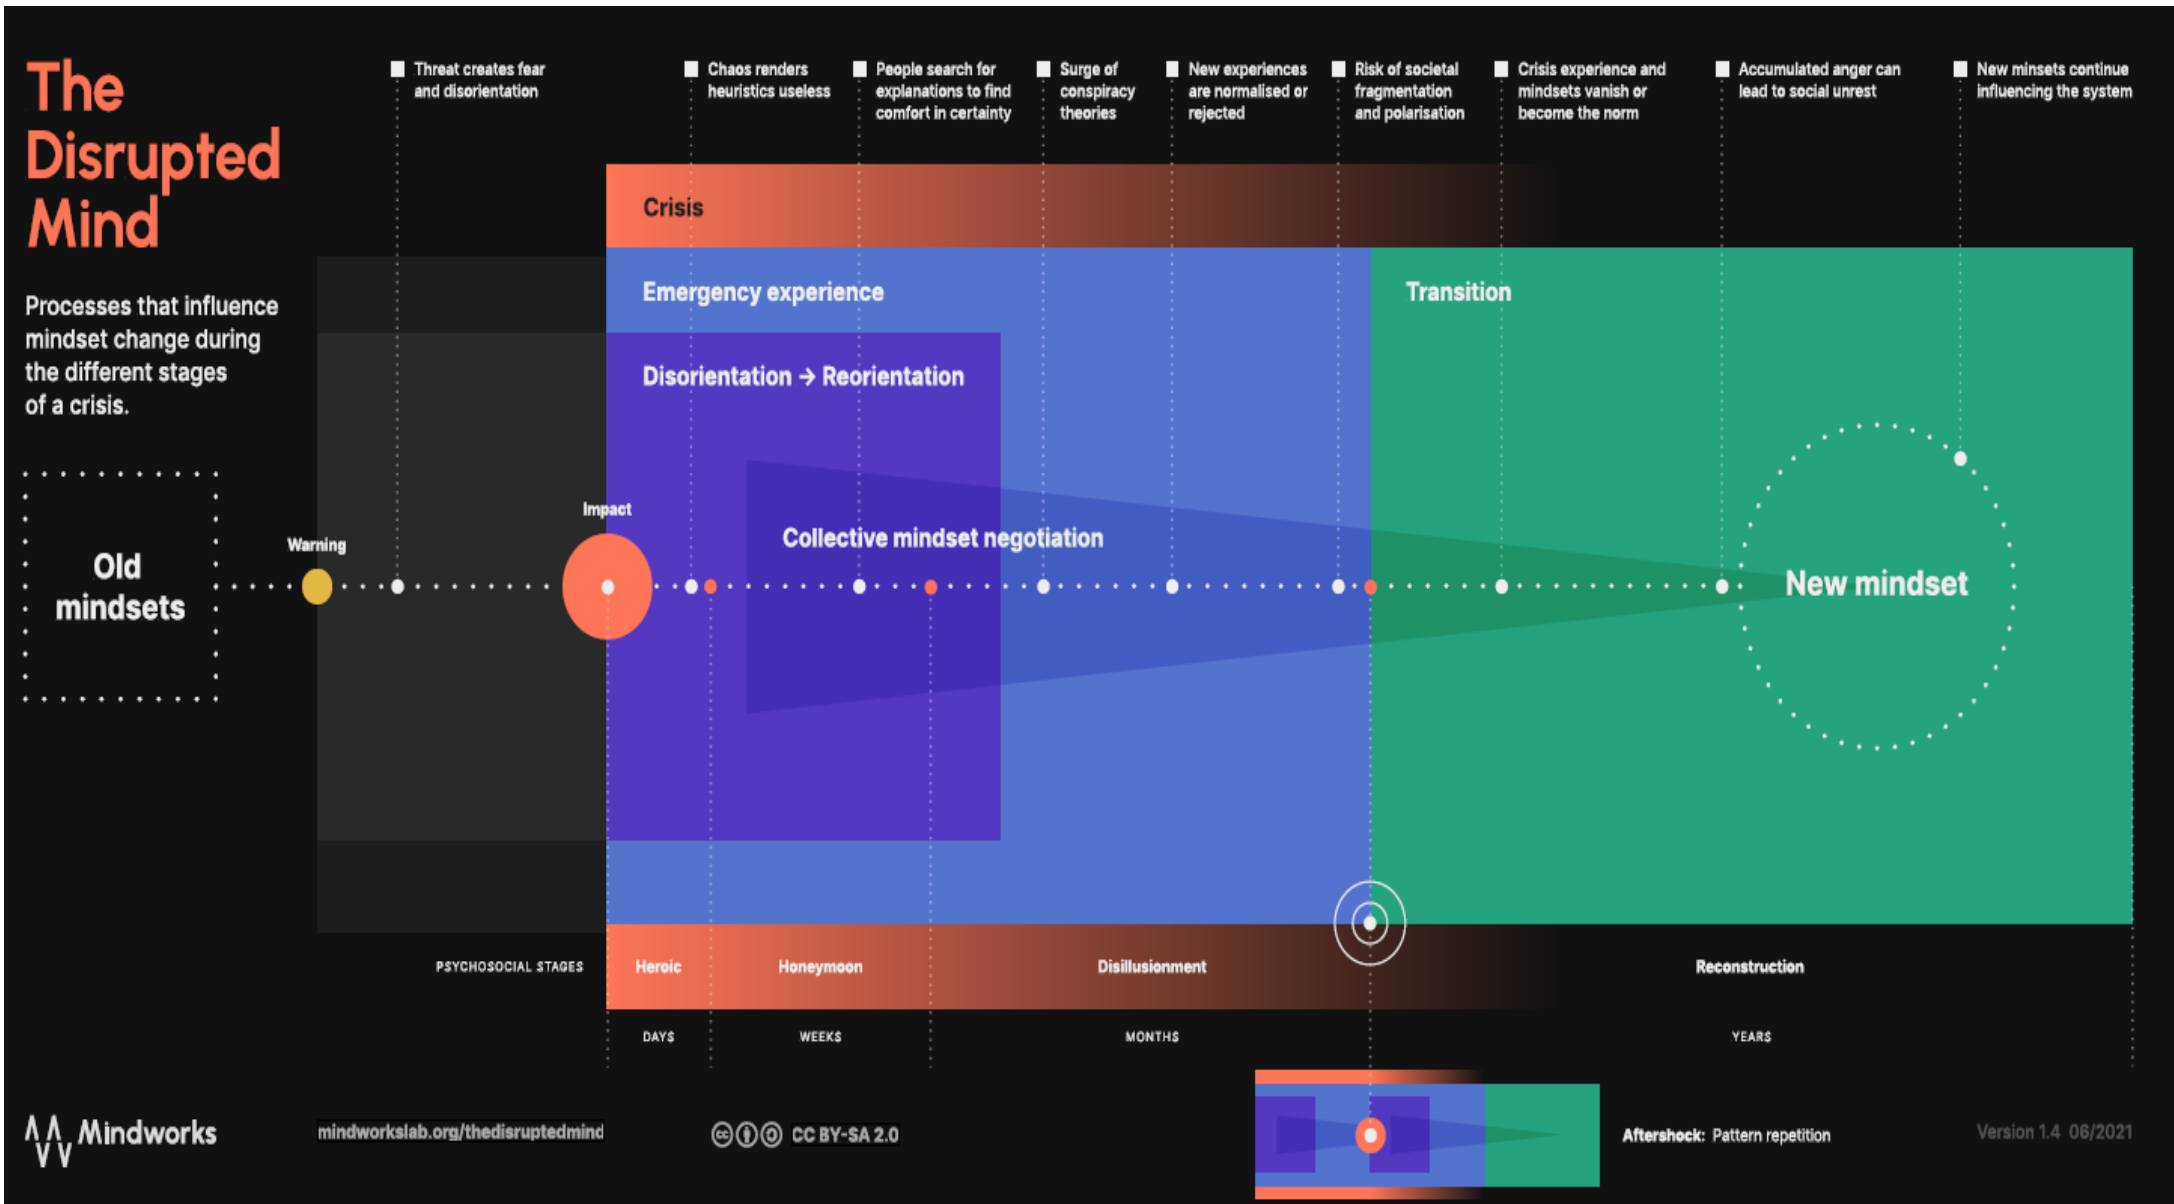 The
Disrupted
Mind
Processes that influence
mindset change during
the different stages
of a crisis.
Threat creates fear
and disorientation
Chaos renders
heuristics useless
People search for
explanations to find
comfort in certainty
Surge of
conspiracy
theories
New experiences
are normalised or
rejected
Risk of societal
fragmentation
and polarisation
Crisis experience and
mindsets vanish or
become the norm
Accumulated anger can
lead to social unrest
New minsets continue
influencing the system
Crisis
Emergency experience
Transition
Disorientation → Reorientation
Collective mindset negotiation
Old
mindsets
Warning
Impact
New mindset
PSYCHOSOCIAL STAGES
Heroic
Honeymoon
Disillusionment
Reconstruction
DAYS
WEEKS
MONTHS
YEARS
Mindworks
mindworkslab.org/thedisruptedmind
CC BY-SA 2.0
Aftershock: Pattern repetition
Version 1.4 06/2021